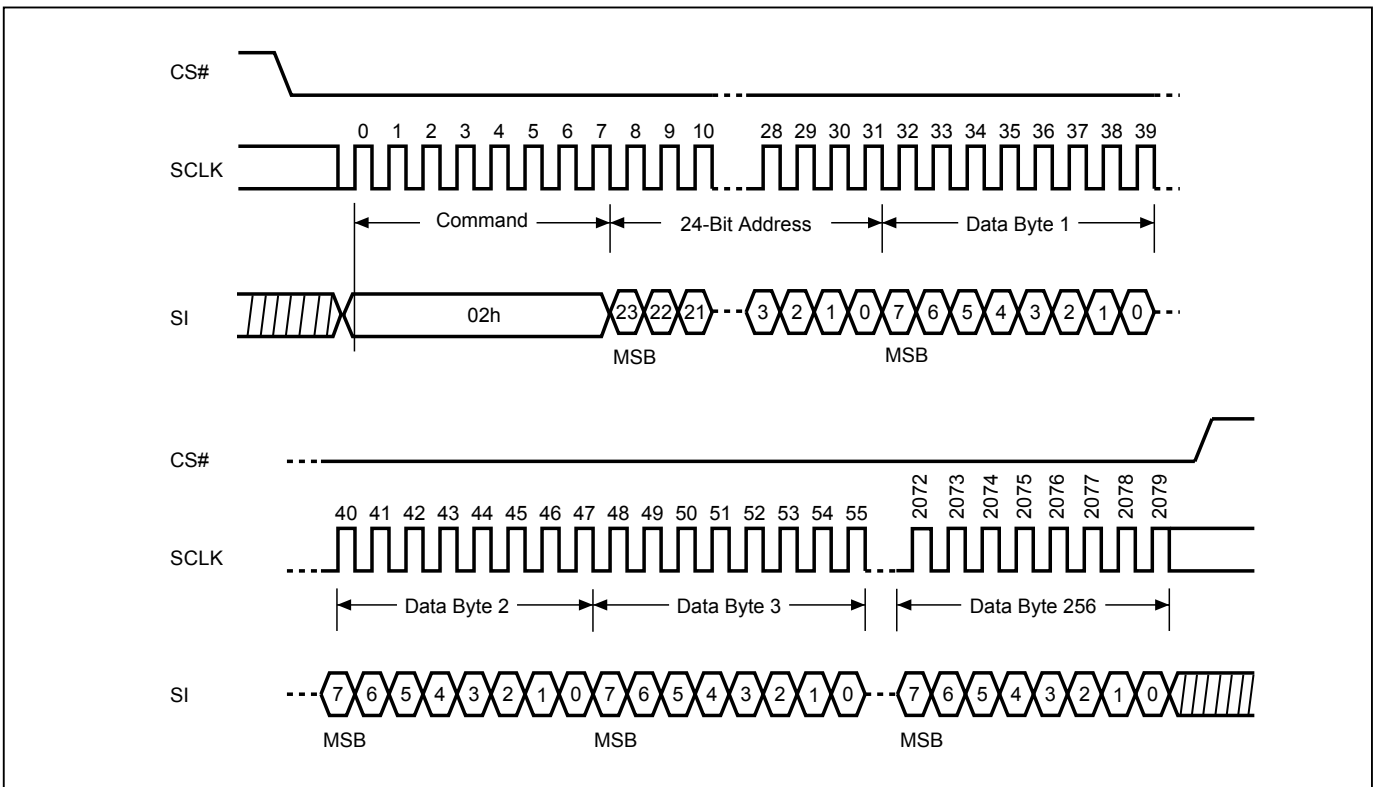 CS#
0 1 2 3 4 5 6 7 8 9 10 28 29 30 31 32 33 34 35 36 37 38 39
SCLK
Command 24-Bit Address Data Byte 1
SI 02h 23 22 21 3 2 1 0 7 6 5 4 3 2 1 0
MSB MSB
CS#
2072 2073 2074 2075 2076 2077 2078 2079
40 41 42 43 44 45 46 47 48 49 50 51 52 53 54 55
SCLK
Data Byte 2 Data Byte 3 Data Byte 256
SI 7 6 5 4 3 2 1 0 7 6 5 4 3 2 1 0 7 6 5 4 3 2 1 0
MSB MSB MSB